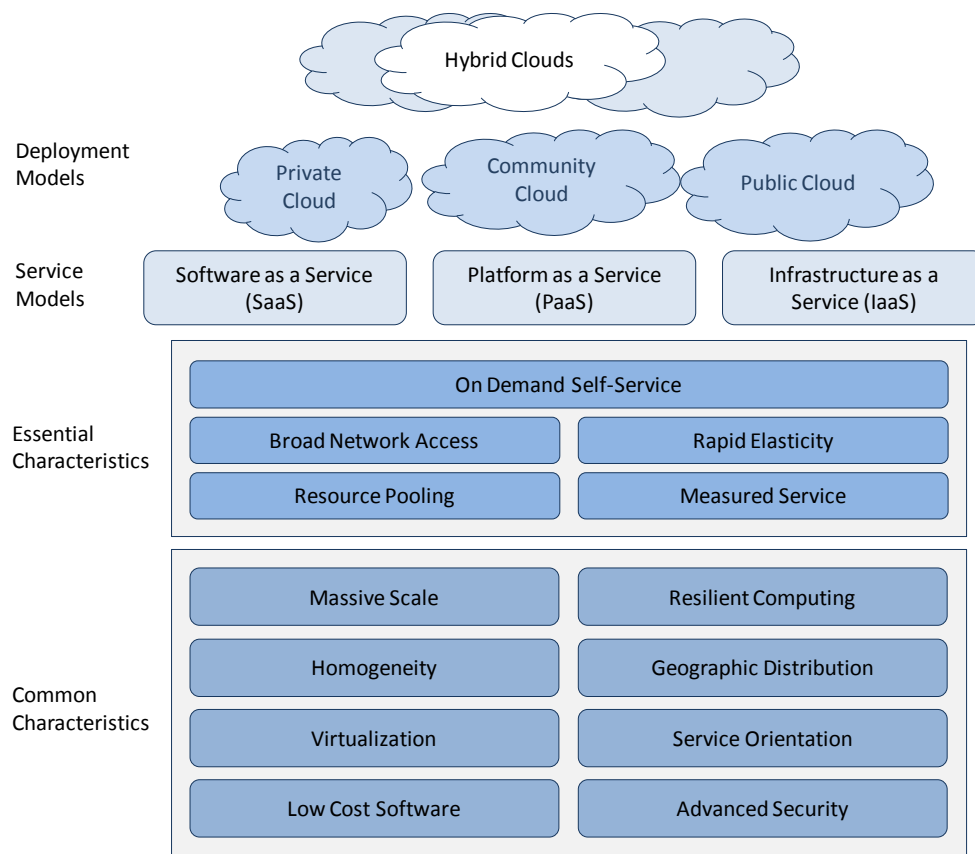 Hybrid Clouds
Deployment
Models
Private
Cloud
Community
Cloud
Public Cloud
Service
Models
Software as a Service
(SaaS)
Platform as a Service
(PaaS)
Infrastructure as a
Service (IaaS)
Essential
Characteristics
On Demand Self-Service
Broad Network Access
Rapid Elasticity
Resource Pooling
Measured Service
Common
Characteristics
Massive Scale
Resilient Computing
Homogeneity
Geographic Distribution
Virtualization
Service Orientation
Low Cost Software
Advanced Security